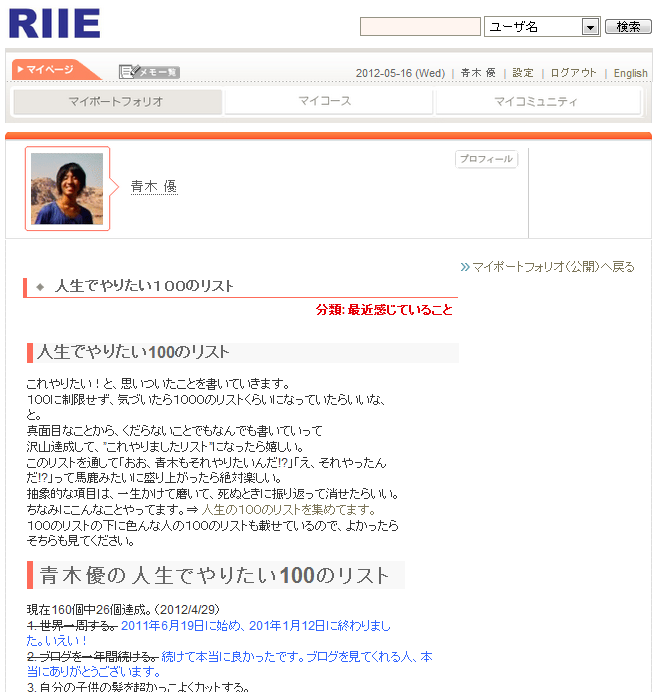 RIIE
ユーザ名
検索
マイページ
メモ一覧
2012-05-16 (Wed) | 青木 優 | 設定 | ログアウト | English
マイポートフォリオ
マイコース
マイコミュニティ
プロフィール
青木 優
マイポートフォリオ(公開)へ戻る
人生でやりたい100のリスト
分類: 最近感じていること
人生でやりたい100のリスト
これやりたい！と、思いついたことを書いていきます。
100に制限せず、気づいたら1000のリストくらいになっていたらいいな、
と。
真面目なことから、くだらないことでもなんでも書いていって
沢山達成して、"これやりましたリスト"になったら嬉しい。
このリストを通して「おお、青木もそれやりたいんだ!?」「え、それやったん
だ!?」って馬鹿みたいに盛り上がったら絶対楽しい。
抽象的な項目は、一生かけて磨いて、死ぬときに振り返って消せたらいい。
ちなみにこんなことやってます。⇒ 人生の100のリストを集めてます。
100のリストの下に色んな人の100のリストも載せているので、よかったら
そちらも見てください。
青木優の 人生でやりたい100のリスト
現在160個中26個達成。（2012/4/29）
1. 世界一周する。 2011年6月19日に始め、201年1月12日に終わりまし
た。いえい！
2. ブログを一年間続ける。 続けて本当に良かったです。ブログを見てくれる人、本
当にありがとうございます。
3. 自分の子供の髪を超かっこよくカットする。